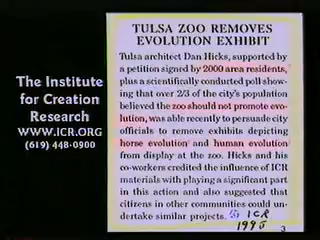 TULSA ZOO REMOVES
EVOLUTION EXHIBIT
Tulsa architect Dan Hicks, supported by
a petition signed by 2000 area residents,
plus a scientifically conducted poll show-
ing that over 2/3 of the city's population
believed the zoo should not promote evo-
lution, was able recently to persuade city
officials to remove exhibits depicting
horse evolution and human evolution
from display at the zoo. Hicks and his
co-workers credited the influence of ICR
materials with playing a significant part
in this action and also suggested that
citizens in other communities could un-
dertake similar projects.
ICR
1995
3
The Institute
for Creation
Research
WWW.ICR.ORG
(619) 448-0900